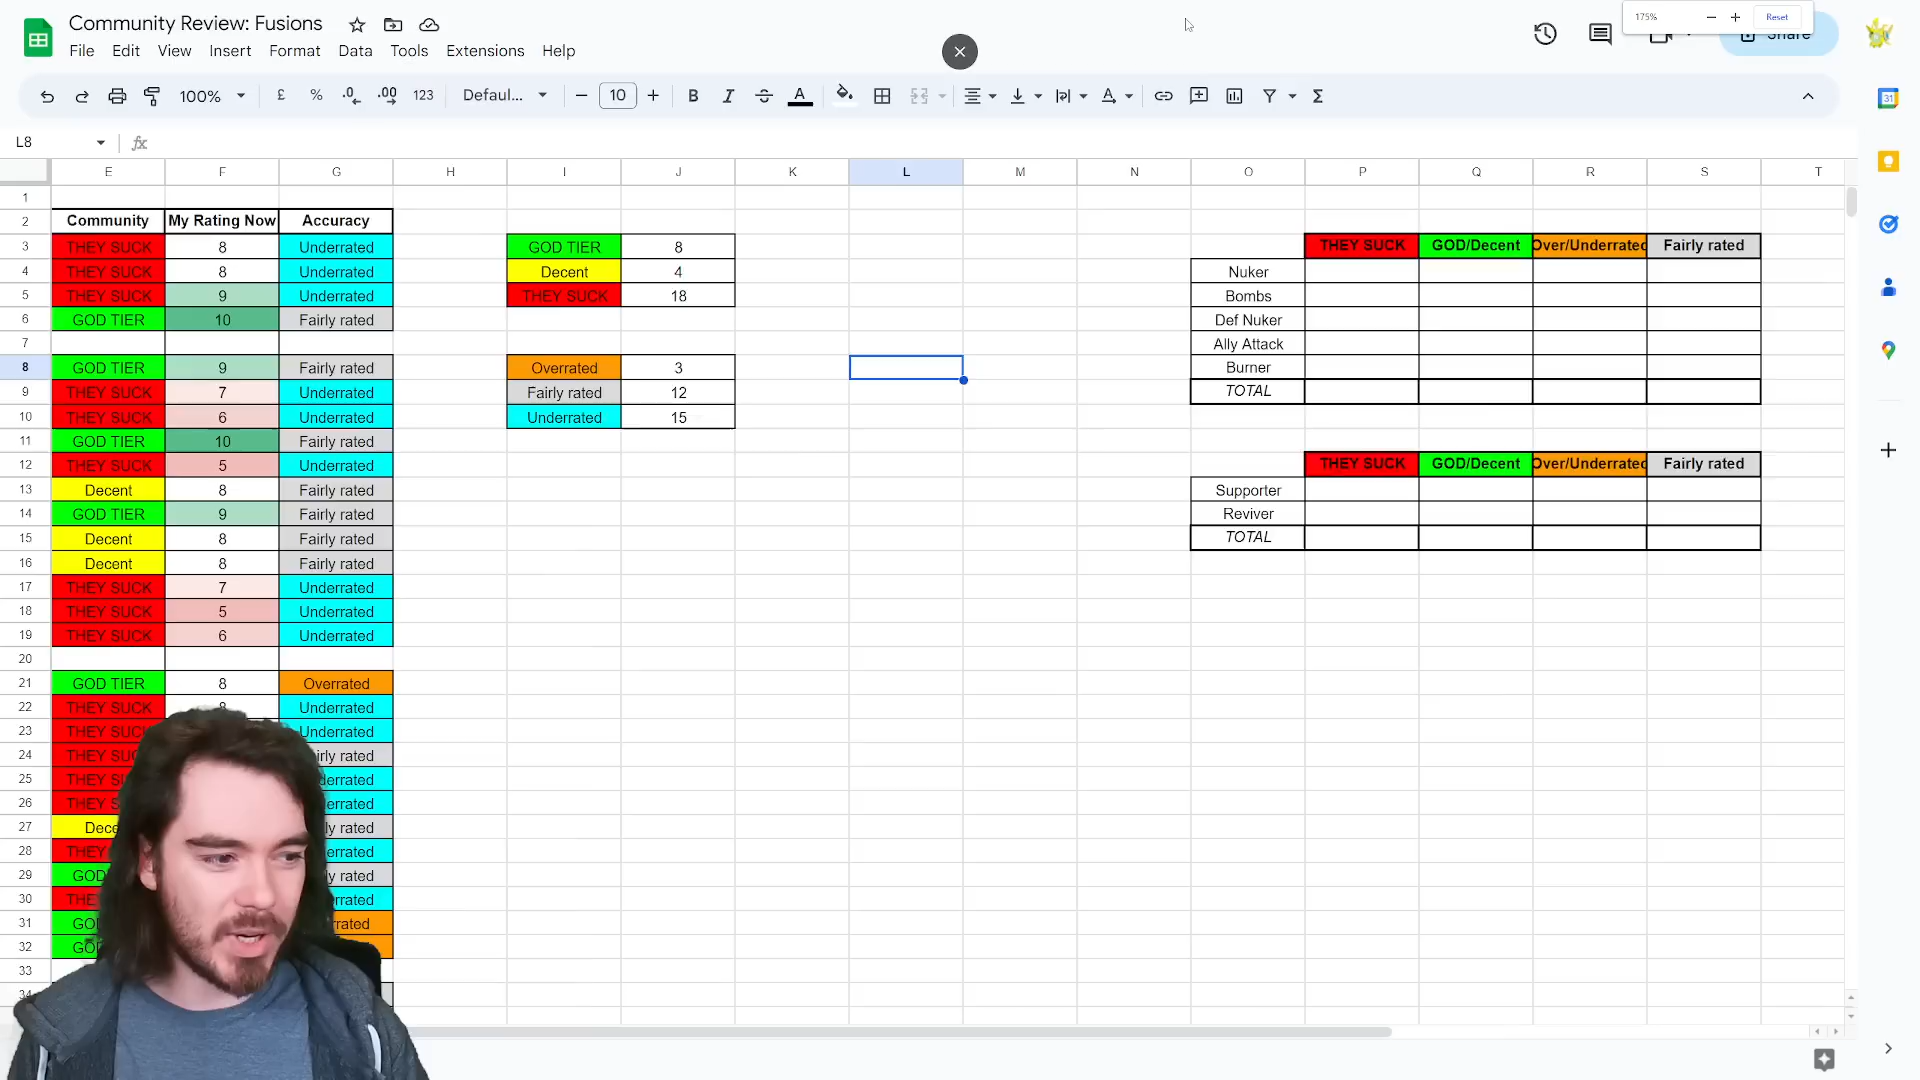 Community Review: Fusions
175% Reset
File Edit View Insert Format Data Tools Extensions Help
Share
100% £ % .0 .00 123 Defaul... 10 B I A Σ
31
L8 fx
E F G H I J K L M N O P Q R S T
1
2 Community My Rating Now Accuracy
3 THEY SUCK 8 Underrated GOD TIER 8 THEY SUCK GOD/Decent Over/Underrated Fairly rated
4 THEY SUCK 8 Underrated Decent 4 Nuker
5 THEY SUCK 9 Underrated THEY SUCK 18 Bombs
6 GOD TIER 10 Fairly rated Def Nuker
7 Ally Attack
8 GOD TIER 9 Fairly rated Overrated 3 Burner
9 THEY SUCK 7 Underrated Fairly rated 12 TOTAL
10 THEY SUCK 6 Underrated Underrated 15
11 GOD TIER 10 Fairly rated
12 THEY SUCK 5 Underrated THEY SUCK GOD/Decent Over/Underrated Fairly rated
13 Decent 8 Fairly rated Supporter
14 GOD TIER 9 Fairly rated Reviver
15 Decent 8 Fairly rated TOTAL
16 Decent 8 Fairly rated
17 THEY SUCK 7 Underrated
18 THEY SUCK 5 Underrated
19 THEY SUCK 6 Underrated
20
21 GOD TIER 8 Overrated
22 THEY SUCK Underrated
23 THEY SUC Underrated
24 THEY SU irly rated
25 THEY S derrated
26 THEY S errated
27 Dece ly rated
28 THEY errated
29 GO ly rated
30 THE rrated
31 GO rrated
32 GO
33
34